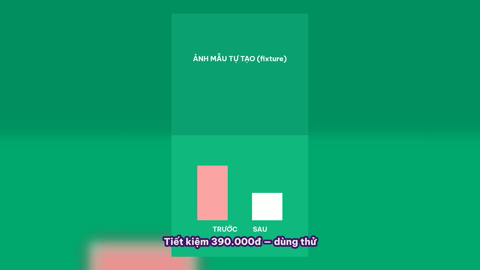 ẢNH MẪU TỰ TẠO (fixture)
TRƯỚC SAU
Tiết kiệm 390.000đ — dùng thử